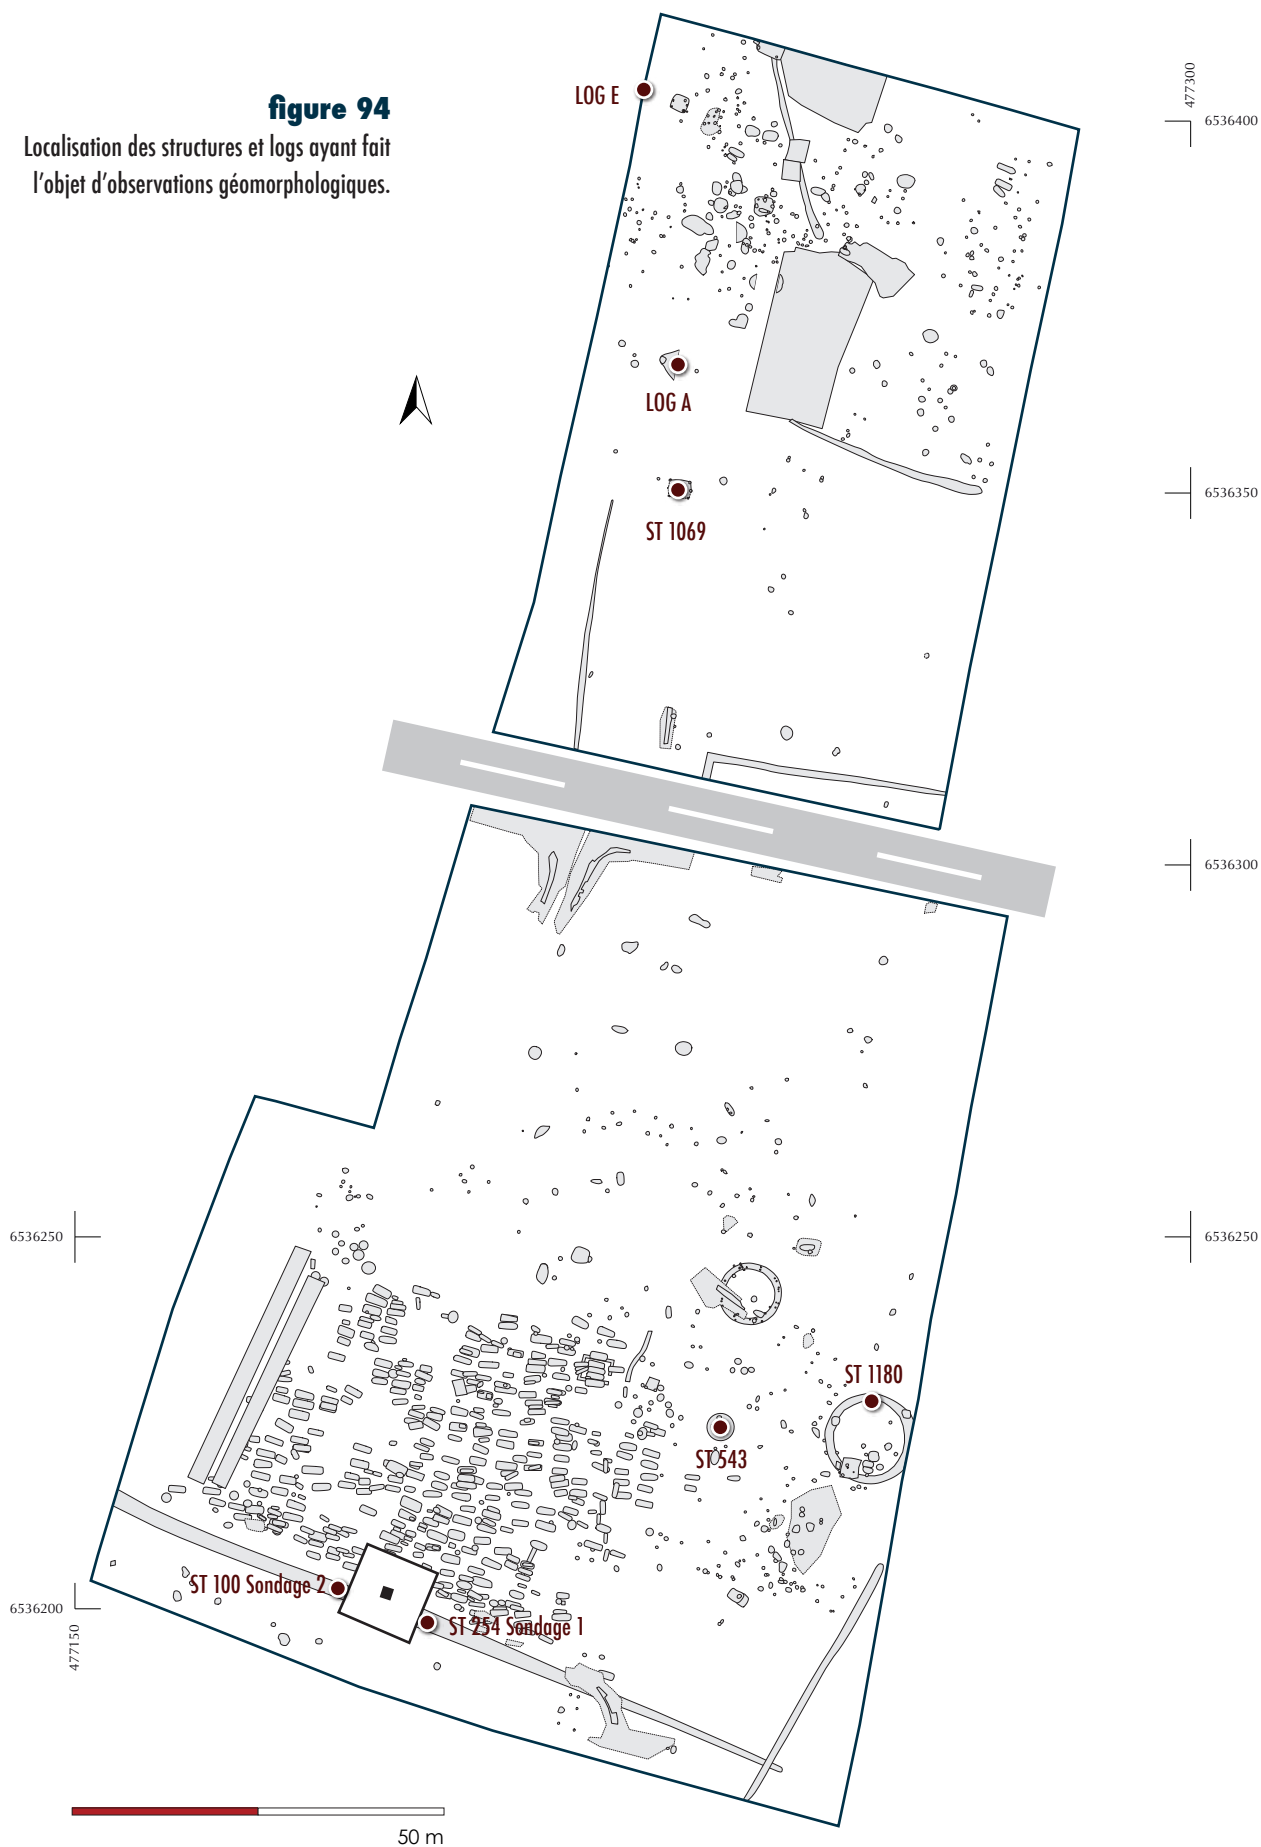 figure 94
Localisation des structures et logs ayant fait
l'objet d'observations géomorphologiques.
LOG E
477300
6536400
LOG A
6536350
ST 1069
6536300
6536250
6536250
ST 1180
ST 543
ST 100 Sondage 2
6536200
ST 254 Sondage 1
477150
50 m